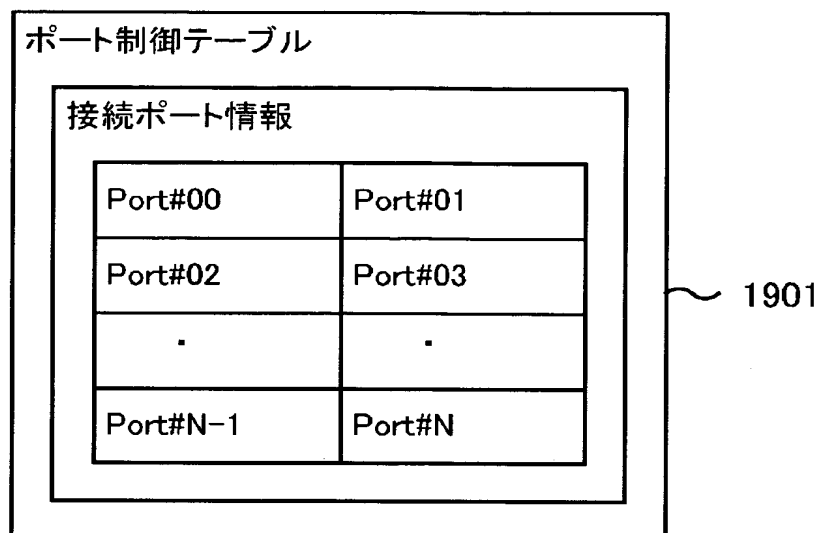 ポート制御テーブル
接続ポート情報
Port#00 Port#01
Port#02 Port#03
・ ・
Port#N-1 Port#N
1901